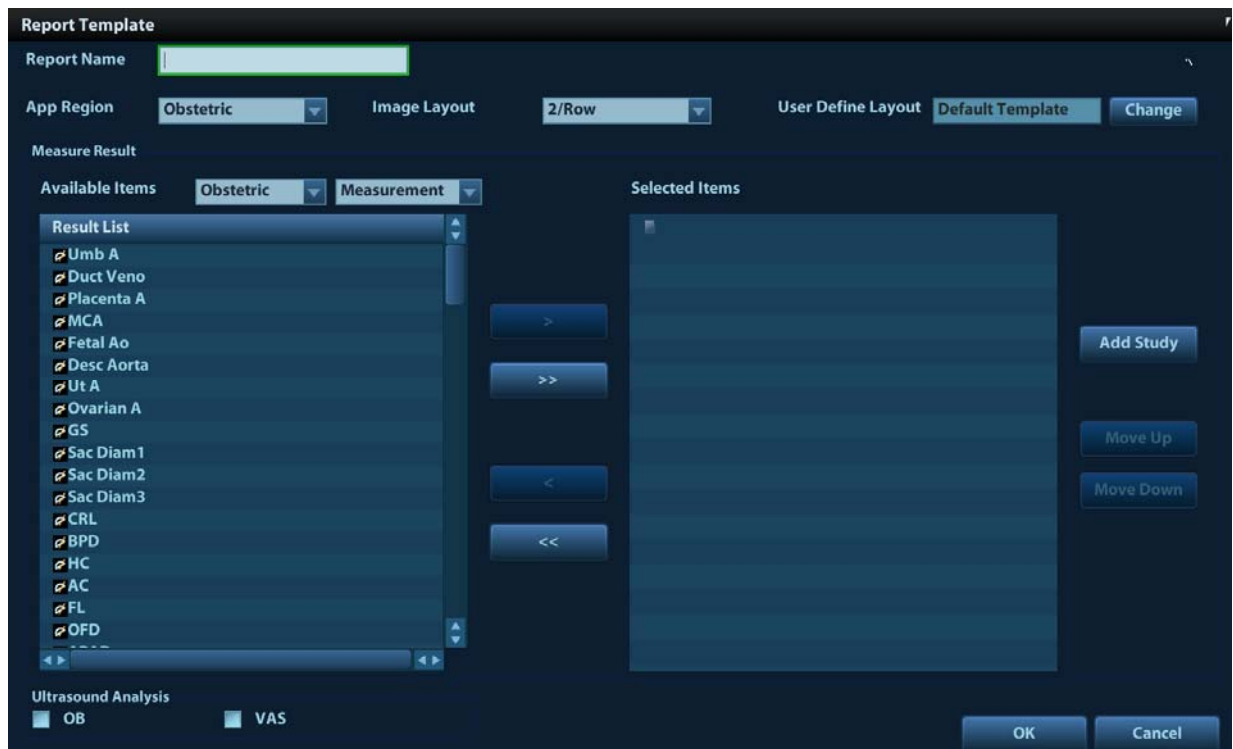 Report Template
Report Name
App Region Obstetric Image Layout 2/Row User Define Layout Default Template Change
Measure Result
Available Items Obstetric Measurement Selected Items
Result List
Umb A
Duct Veno
Placenta A
MCA
>
Fetal Ao
Add Study
Desc Aorta
>>
Ut A
Ovarian A
GS
Move Up
Sac Diam1
Sac Diam2
<
Sac Diam3
Move Down
CRL
BPD
<<
HC
AC
FL
OFD
Ultrasound Analysis
OB VAS
OK Cancel